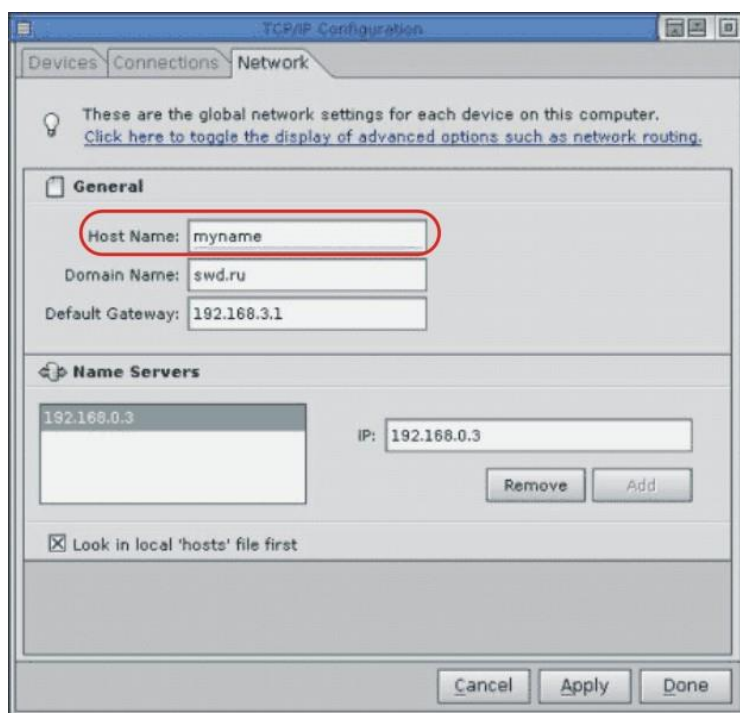 TCP/IP Configuration
Devices Connections Network
These are the global network settings for each device on this computer.
Click here to toggle the display of advanced options such as network routing.
General
Host Name: myname
Domain Name: swd.ru
Default Gateway: 192.168.3.1
Name Servers
192.168.0.3
IP: 192.168.0.3
Remove Add
Look in local 'hosts' file first
Cancel Apply Done